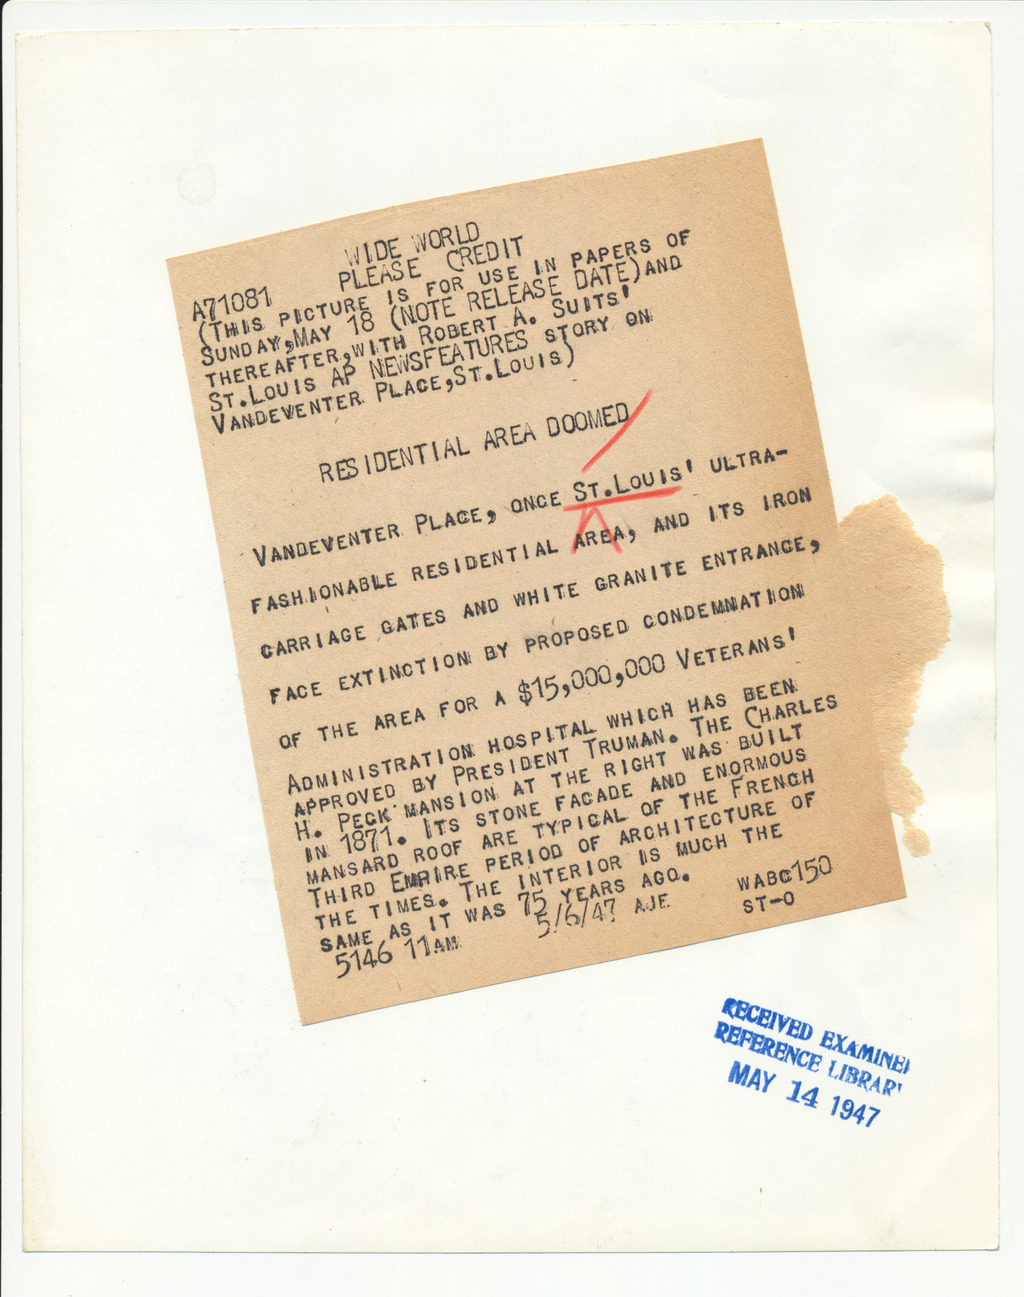 WIDE WORLD
PLEASE CREDIT
A71081
(THIS PICTURE IS FOR USE IN PAPERS OF
SUNDAY,MAY 18 (NOTE RELEASE DATE)AND
THEREAFTER,WITH ROBERT A. SUITS'
ST.LOUIS AP NEWSFEATURES STORY ON
VANDEVENTER PLACE,ST.LOUIS)
RESIDENTIAL AREA DOOMED
VANDEVENTER PLACE, ONCE ST.LOUIS' ULTRA-
FASHIONABLE RESIDENTIAL AREA, AND ITS IRON
CARRIAGE GATES AND WHITE GRANITE ENTRANCE,
FACE EXTINCTION BY PROPOSED CONDEMNATION
OF THE AREA FOR A $15,000,000 VETERANS'
ADMINISTRATION HOSPITAL WHICH HAS BEEN
APPROVED BY PRESIDENT TRUMAN. THE CHARLES
H. PECK MANSION AT THE RIGHT WAS BUILT
IN 1871. ITS STONE FACADE AND ENORMOUS
MANSARD ROOF ARE TYPICAL OF THE FRENCH
THIRD EMPIRE PERIOD OF ARCHITECTURE OF
THE TIMES. THE INTERIOR IS MUCH THE
SAME AS IT WAS 75 YEARS AGO. WABC150
5146 11AM 5/6/47 AJE ST-O
RECEIVED EXAMINER
REFERENCE LIBRARY
MAY 14 1947